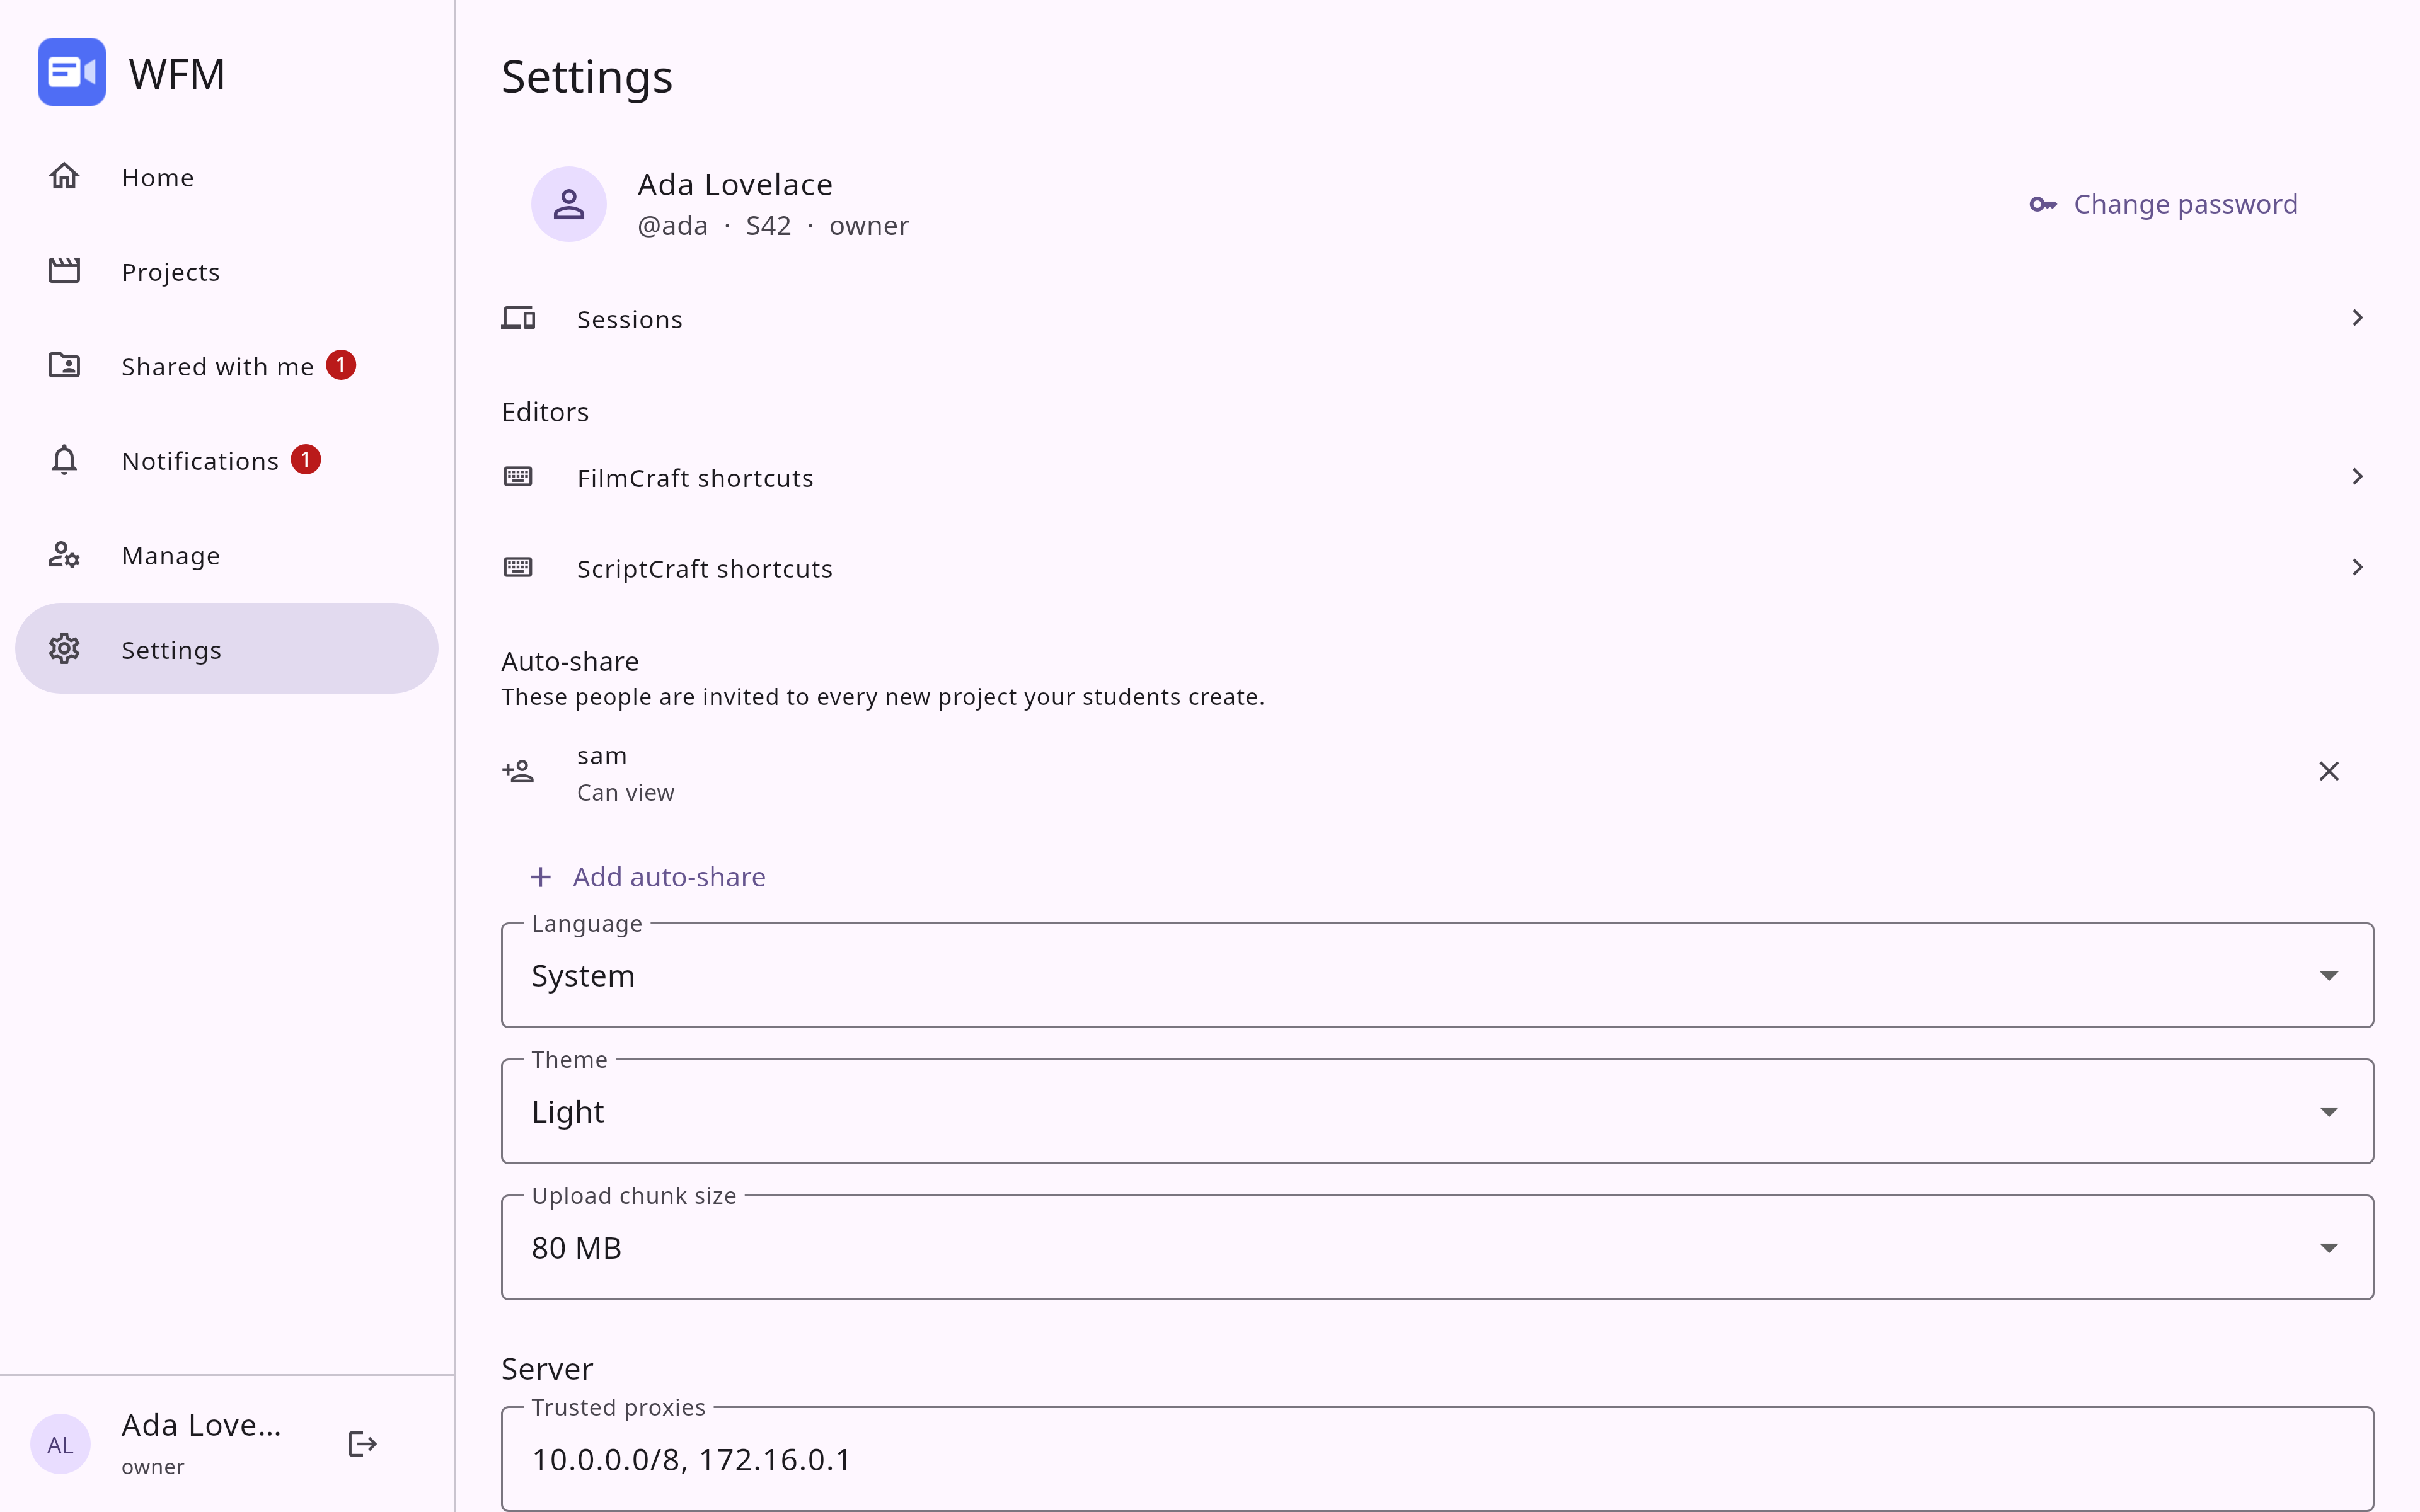 WFM
Home
Projects
Shared with me 1
Notifications 1
Manage
Settings
Ada Love...
AL
owner
Settings
Ada Lovelace
@ada · S42 · owner
Change password
Sessions
Editors
FilmCraft shortcuts
ScriptCraft shortcuts
Auto-share
These people are invited to every new project your students create.
sam
Can view
Add auto-share
Language
System
Theme
Light
Upload chunk size
80 MB
Server
Trusted proxies
10.0.0.0/8, 172.16.0.1